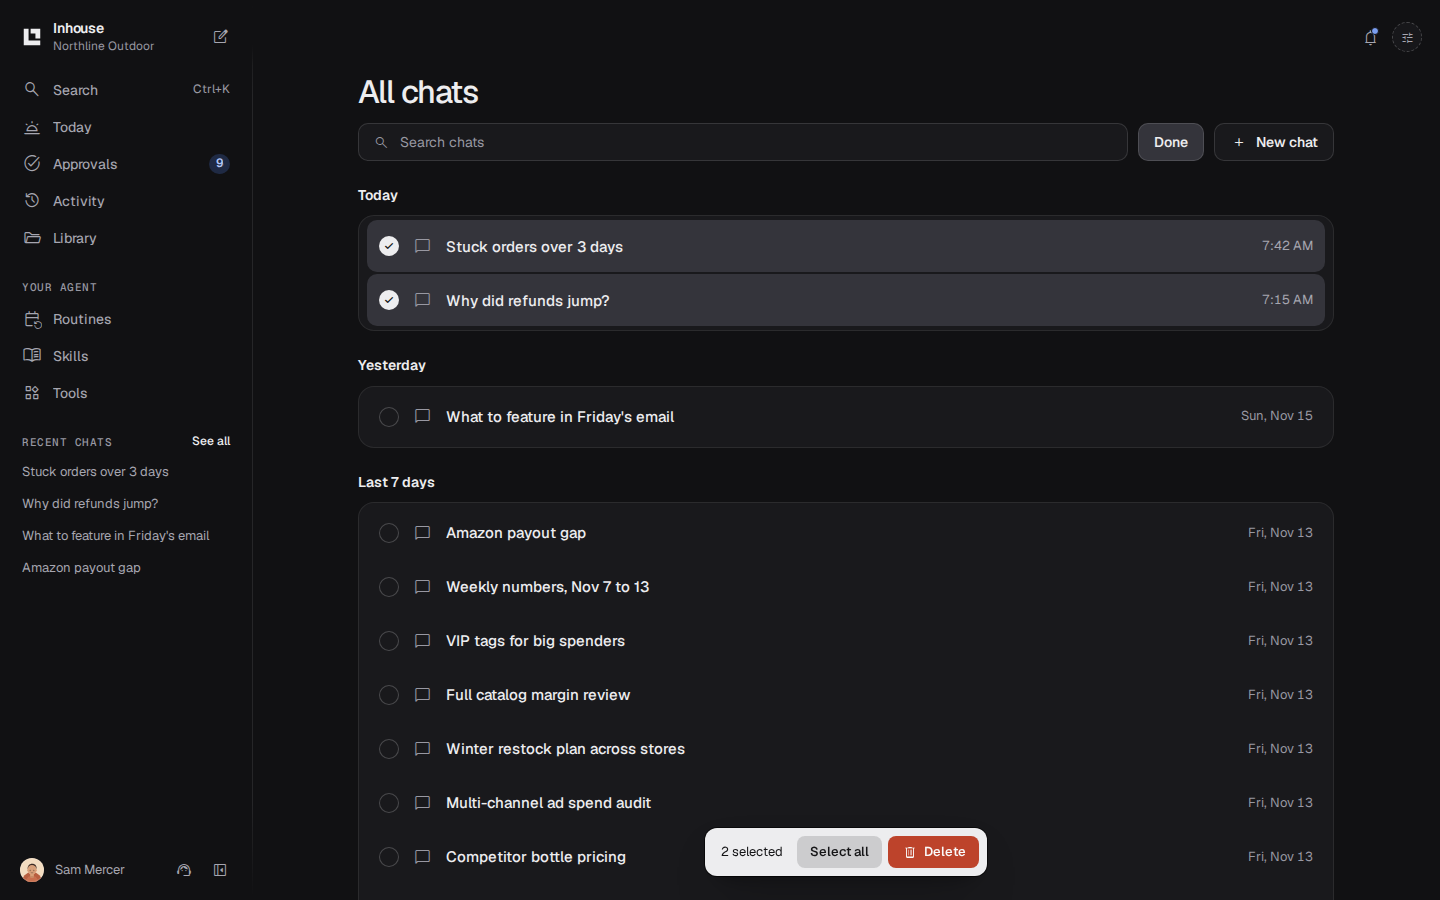 Inhouse
Northline Outdoor
Search Ctrl+K
Today
Approvals 9
Activity
Library
YOUR AGENT
Routines
Skills
Tools
RECENT CHATS See all
Stuck orders over 3 days
Why did refunds jump?
What to feature in Friday's email
Amazon payout gap
Sam Mercer
All chats
Search chats
Done
+ New chat
Today
Stuck orders over 3 days 7:42 AM
Why did refunds jump? 7:15 AM
Yesterday
What to feature in Friday's email Sun, Nov 15
Last 7 days
Amazon payout gap Fri, Nov 13
Weekly numbers, Nov 7 to 13 Fri, Nov 13
VIP tags for big spenders Fri, Nov 13
Full catalog margin review Fri, Nov 13
Winter restock plan across stores Fri, Nov 13
Multi-channel ad spend audit Fri, Nov 13
Competitor bottle pricing Fri, Nov 13
2 selected Select all Delete